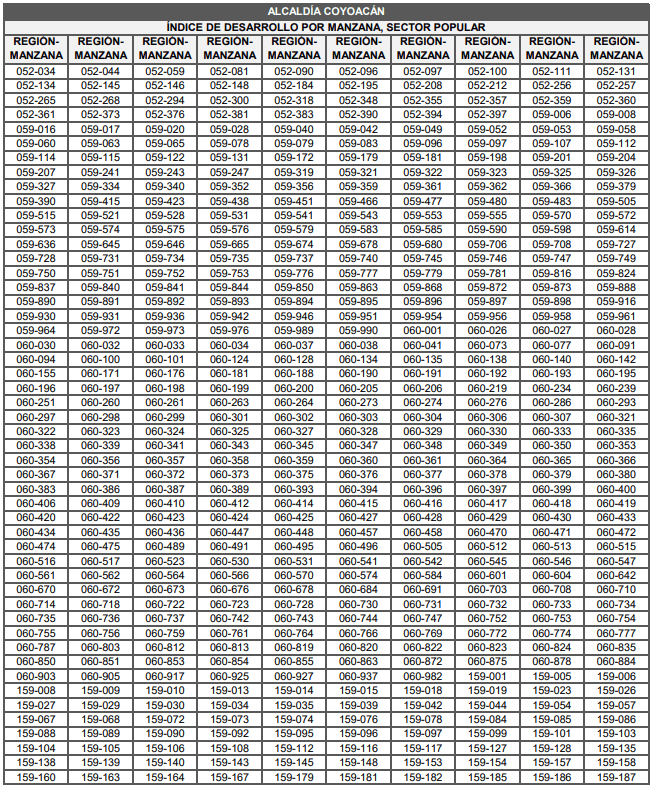 ALCALDÍA COYOACÁN
ÍNDICE DE DESARROLLO POR MANZANA, SECTOR POPULAR
REGIÓN-MANZANA REGIÓN-MANZANA REGIÓN-MANZANA REGIÓN-MANZANA REGIÓN-MANZANA REGIÓN-MANZANA REGIÓN-MANZANA REGIÓN-MANZANA REGIÓN-MANZANA REGIÓN-MANZANA
052-034 052-044 052-059 052-081 052-090 052-096 052-097 052-100 052-111 052-131
052-134 052-145 052-146 052-148 052-184 052-195 052-208 052-212 052-256 052-257
052-265 052-268 052-294 052-300 052-318 052-348 052-355 052-357 052-359 052-360
052-361 052-373 052-376 052-381 052-383 052-390 052-394 052-397 059-006 059-008
059-016 059-017 059-020 059-028 059-040 059-042 059-049 059-052 059-053 059-058
059-060 059-063 059-065 059-078 059-079 059-083 059-096 059-097 059-107 059-112
059-114 059-115 059-122 059-131 059-172 059-179 059-181 059-198 059-201 059-204
059-207 059-241 059-243 059-247 059-319 059-321 059-322 059-323 059-325 059-326
059-327 059-334 059-340 059-352 059-356 059-359 059-361 059-362 059-366 059-379
059-390 059-415 059-423 059-438 059-451 059-466 059-477 059-480 059-483 059-505
059-515 059-521 059-528 059-531 059-541 059-543 059-553 059-555 059-570 059-572
059-573 059-574 059-575 059-576 059-579 059-583 059-585 059-590 059-598 059-614
059-636 059-645 059-646 059-665 059-674 059-678 059-680 059-706 059-708 059-727
059-728 059-731 059-734 059-735 059-737 059-740 059-745 059-746 059-747 059-749
059-750 059-751 059-752 059-753 059-776 059-777 059-779 059-781 059-816 059-824
059-837 059-840 059-841 059-844 059-850 059-863 059-868 059-872 059-873 059-888
059-890 059-891 059-892 059-893 059-894 059-895 059-896 059-897 059-898 059-916
059-930 059-931 059-936 059-942 059-946 059-951 059-954 059-956 059-958 059-961
059-964 059-972 059-973 059-976 059-989 059-990 060-001 060-026 060-027 060-028
060-030 060-032 060-033 060-034 060-037 060-038 060-041 060-073 060-077 060-091
060-094 060-100 060-101 060-124 060-128 060-134 060-135 060-138 060-140 060-142
060-155 060-171 060-176 060-181 060-188 060-190 060-191 060-192 060-193 060-195
060-196 060-197 060-198 060-199 060-200 060-205 060-206 060-219 060-234 060-239
060-251 060-260 060-261 060-263 060-264 060-273 060-274 060-276 060-286 060-293
060-297 060-298 060-299 060-301 060-302 060-303 060-304 060-306 060-307 060-321
060-322 060-323 060-324 060-325 060-327 060-328 060-329 060-330 060-333 060-335
060-338 060-339 060-341 060-343 060-345 060-347 060-348 060-349 060-350 060-353
060-354 060-356 060-357 060-358 060-359 060-360 060-361 060-364 060-365 060-366
060-367 060-371 060-372 060-373 060-375 060-376 060-377 060-378 060-379 060-380
060-383 060-386 060-387 060-389 060-393 060-394 060-396 060-397 060-399 060-400
060-406 060-409 060-410 060-412 060-414 060-415 060-416 060-417 060-418 060-419
060-420 060-422 060-423 060-424 060-425 060-427 060-428 060-429 060-430 060-433
060-434 060-435 060-436 060-447 060-448 060-457 060-458 060-470 060-471 060-472
060-474 060-475 060-489 060-491 060-495 060-496 060-505 060-512 060-513 060-515
060-516 060-517 060-523 060-530 060-531 060-541 060-542 060-545 060-546 060-547
060-561 060-562 060-564 060-566 060-570 060-574 060-584 060-601 060-604 060-642
060-670 060-672 060-673 060-676 060-678 060-684 060-691 060-703 060-708 060-710
060-714 060-718 060-722 060-723 060-728 060-730 060-731 060-732 060-733 060-734
060-735 060-736 060-737 060-742 060-743 060-744 060-747 060-752 060-753 060-754
060-755 060-756 060-759 060-761 060-764 060-766 060-769 060-772 060-774 060-777
060-787 060-803 060-812 060-813 060-819 060-820 060-822 060-823 060-824 060-835
060-850 060-851 060-853 060-854 060-855 060-863 060-872 060-875 060-878 060-884
060-903 060-905 060-917 060-925 060-927 060-937 060-982 159-001 159-005 159-006
159-008 159-009 159-010 159-013 159-014 159-015 159-018 159-019 159-023 159-026
159-027 159-029 159-030 159-034 159-035 159-039 159-042 159-044 159-054 159-057
159-067 159-068 159-072 159-073 159-074 159-076 159-078 159-084 159-085 159-086
159-088 159-089 159-090 159-092 159-095 159-096 159-097 159-099 159-101 159-103
159-104 159-105 159-106 159-108 159-112 159-116 159-117 159-127 159-128 159-135
159-138 159-139 159-140 159-143 159-145 159-148 159-153 159-154 159-157 159-158
159-160 159-163 159-164 159-167 159-179 159-181 159-182 159-185 159-186 159-187